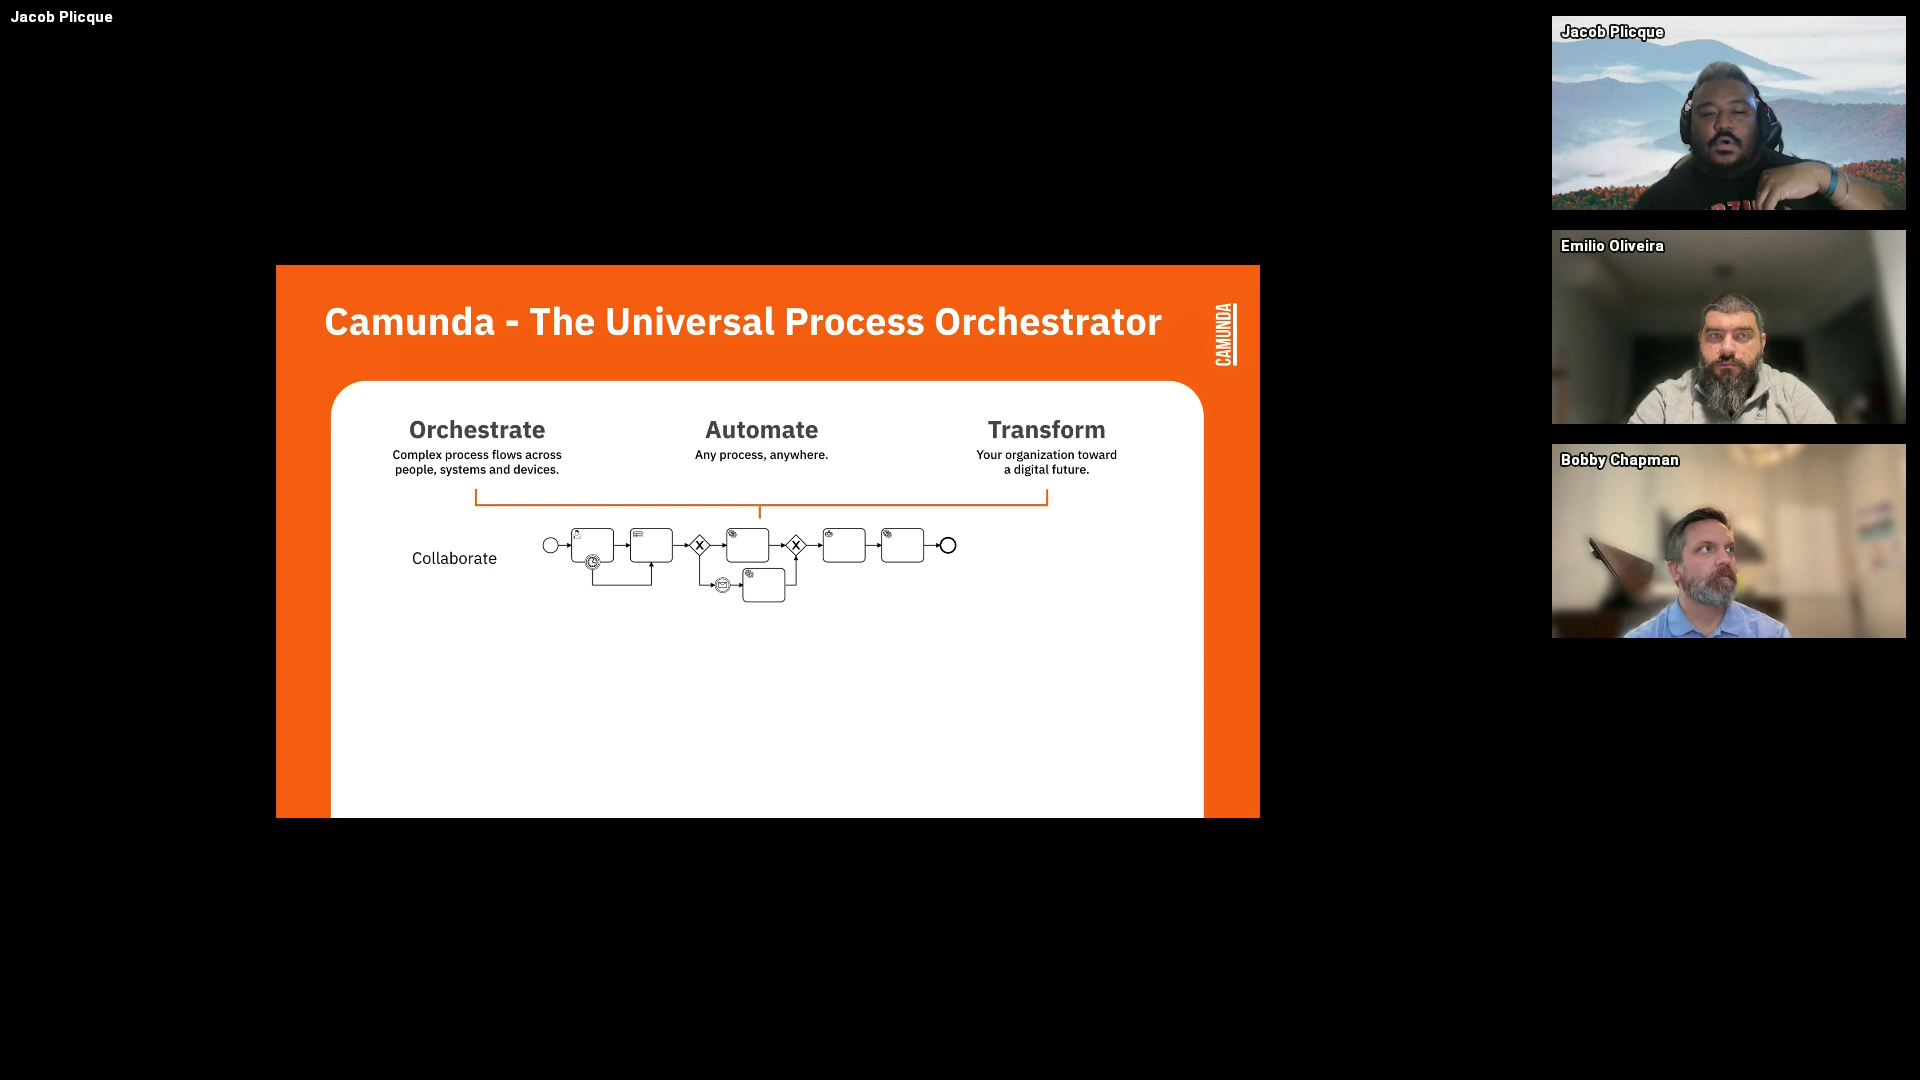 Jacob Plicque
Jacob Plicque
Emilio Oliveira
Bobby Chapman
Camunda - The Universal Process Orchestrator
CAMUNDA
Orchestrate
Complex process flows across
people, systems and devices.
Automate
Any process, anywhere.
Transform
Your organization toward
a digital future.
Collaborate
X
X